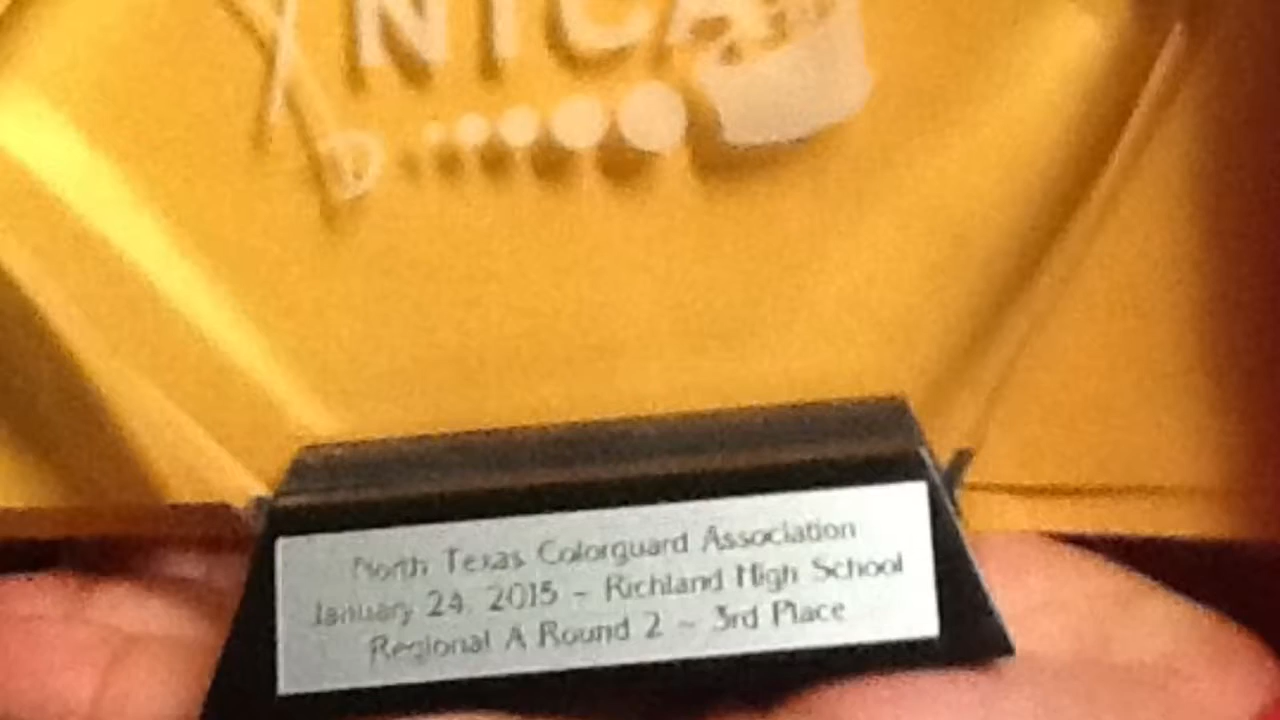 NTCA
North Texas Colorguard Association
January 24, 2015 - Richland High School
Regional A Round 2 - 3rd Place